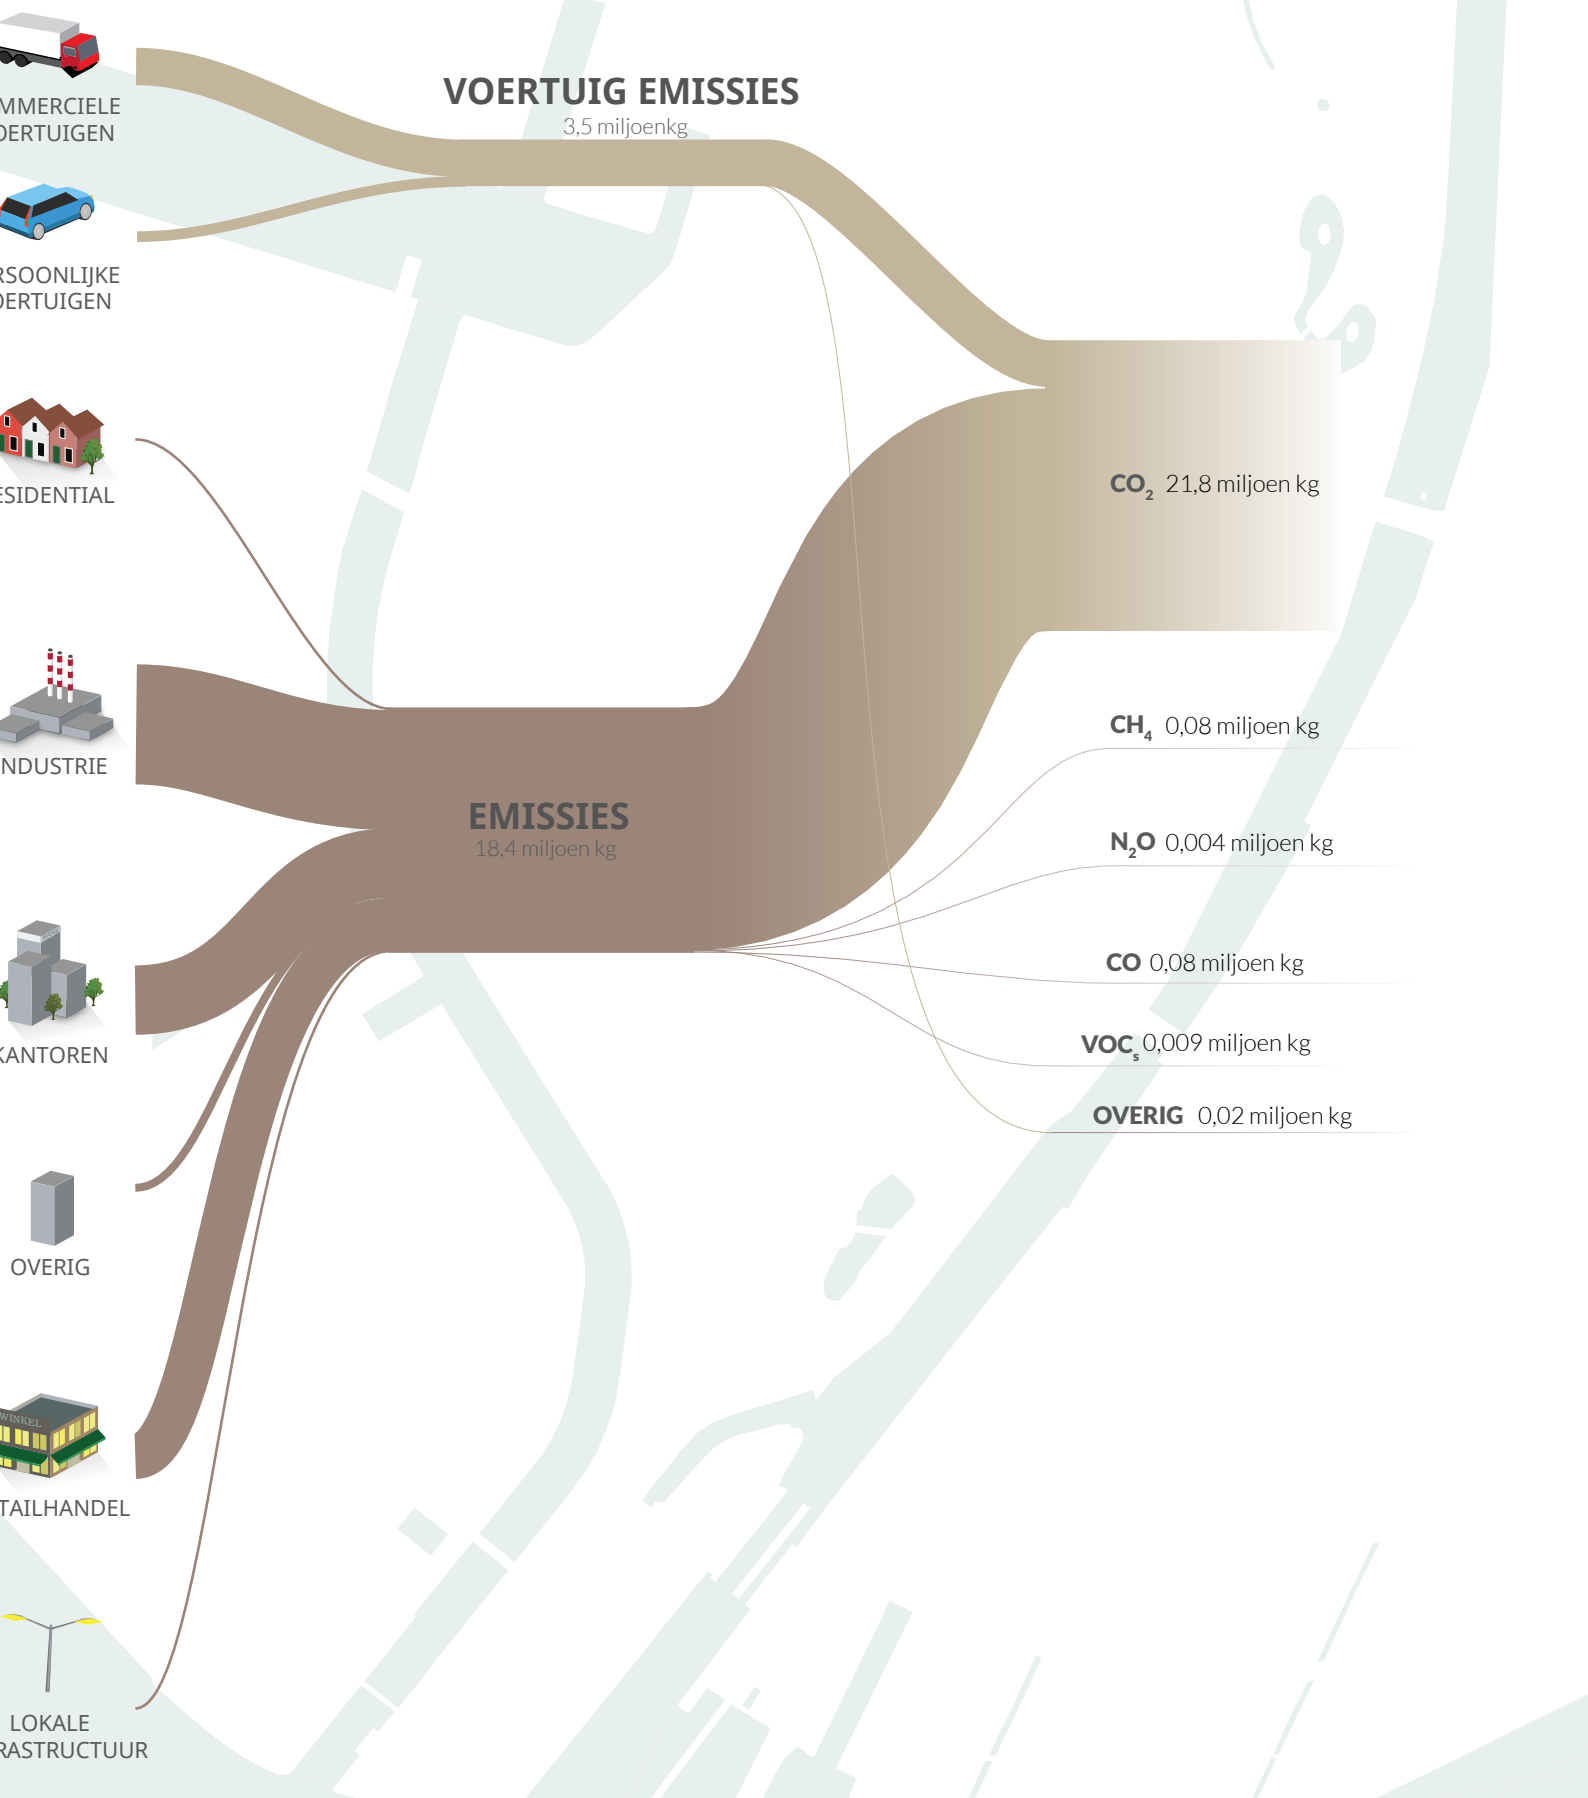 MMERCIELE
OERTUIGEN
VOERTUIG EMISSIES
3,5 miljoenkg
RSOONLIJKE
OERTUIGEN
ESIDENTIAL
CO2 21,8 miljoen kg
CH4 0,08 miljoen kg
NDUSTRIE
EMISSIES
18,4 miljoen kg
N2O 0,004 miljoen kg
CO 0,08 miljoen kg
KANTOREN
VOCs 0,009 miljoen kg
OVERIG 0,02 miljoen kg
OVERIG
WINKEL
TAILHANDEL
LOKALE
RASTRUCTUUR